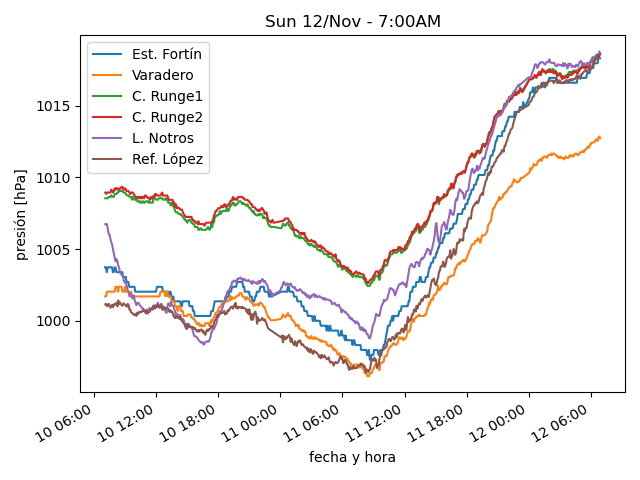 Sun 12/Nov - 7:00AM
Est. Fortín
Varadero
C. Runge1
C. Runge2
L. Notros
Ref. López
presión [hPa]
1015
1010
1005
1000
10 06:00 10 12:00 10 18:00 11 00:00 11 06:00 11 12:00 11 18:00 12 00:00 12 06:00
fecha y hora